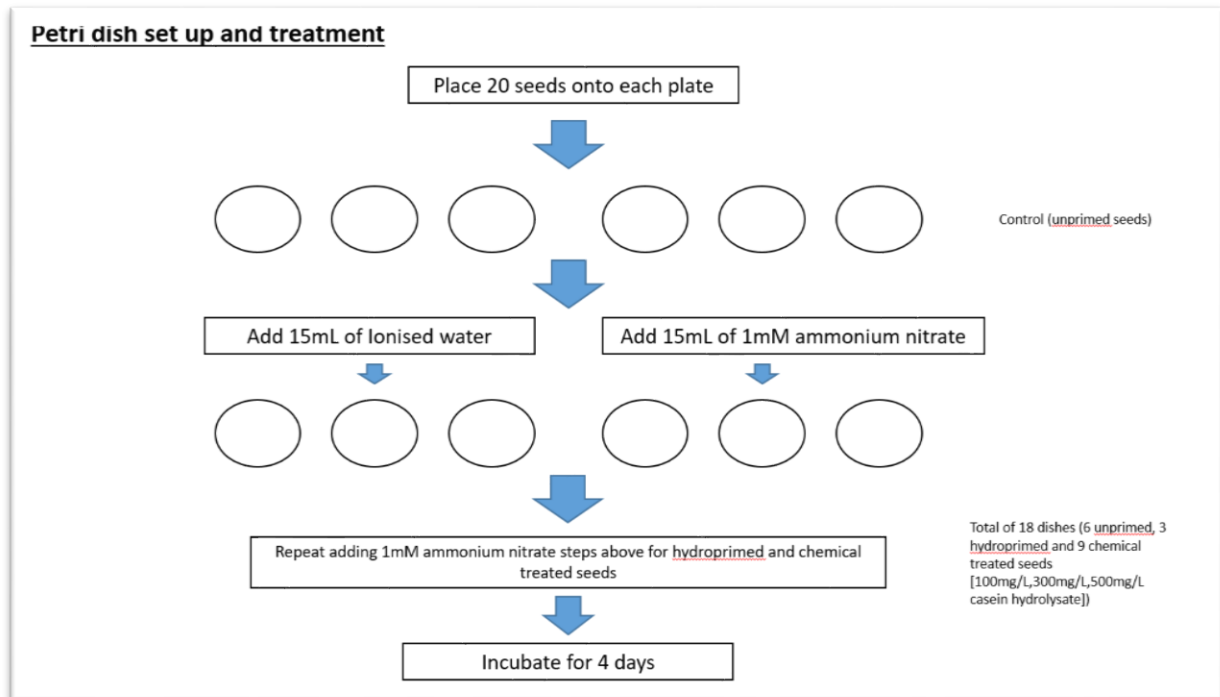 Petri dish set up and treatment
Place 20 seeds onto each plate
Control (unprimed seeds)
Add 15mL of Ionised water
Add 15mL of 1mM ammonium nitrate
Repeat adding 1mM ammonium nitrate steps above for hydroprimed and chemical
treated seeds
Total of 18 dishes (6 unprimed, 3
hydroprimed and 9 chemical
treated seeds
[100mg/L,300mg/L,500mg/L
casein hydrolysate])
Incubate for 4 days